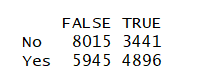 FALSE TRUE
No 8015 3441
Yes 5945 4896